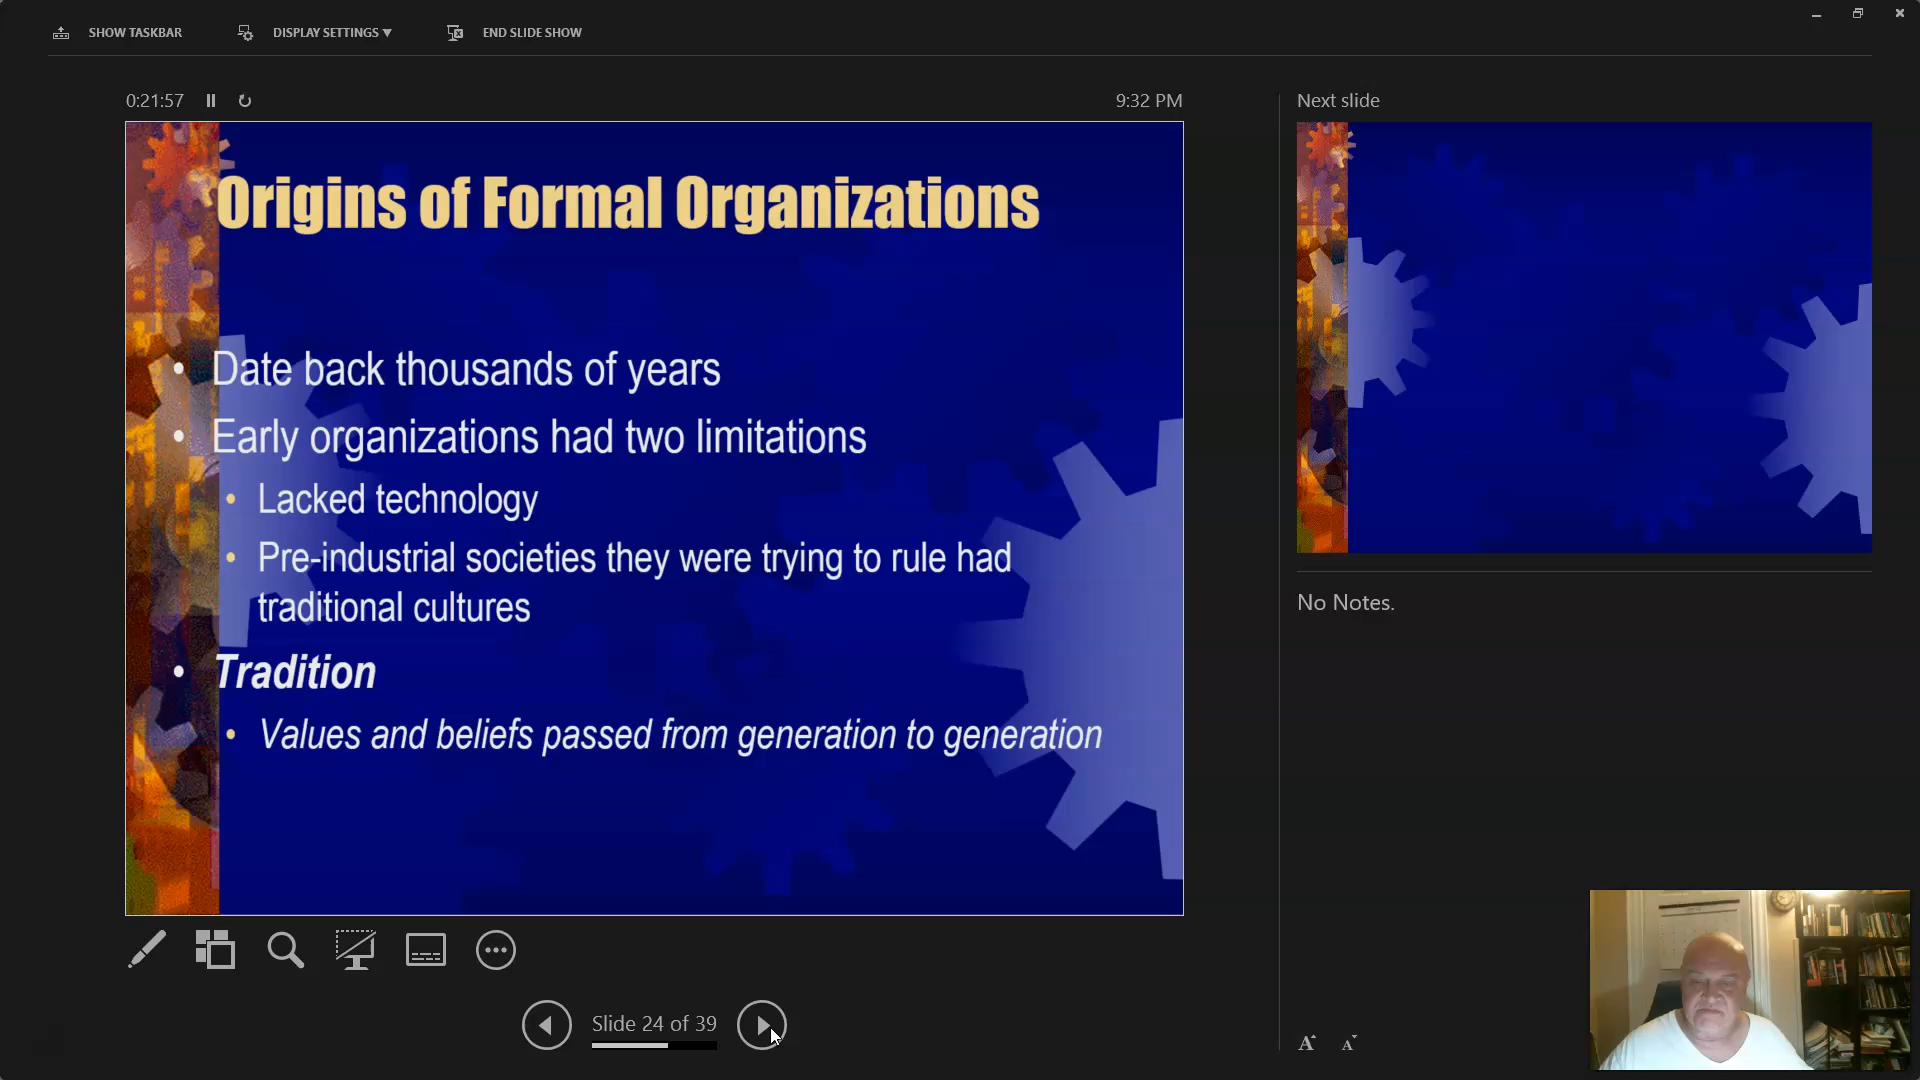 SHOW TASKBAR
DISPLAY SETTINGS ▼
END SLIDE SHOW
0:21:57
9:32 PM
Next slide
Origins of Formal Organizations
• Date back thousands of years
• Early organizations had two limitations
• Lacked technology
• Pre-industrial societies they were trying to rule had
traditional cultures
• Tradition
• Values and beliefs passed from generation to generation
No Notes.
Slide 24 of 39
A A